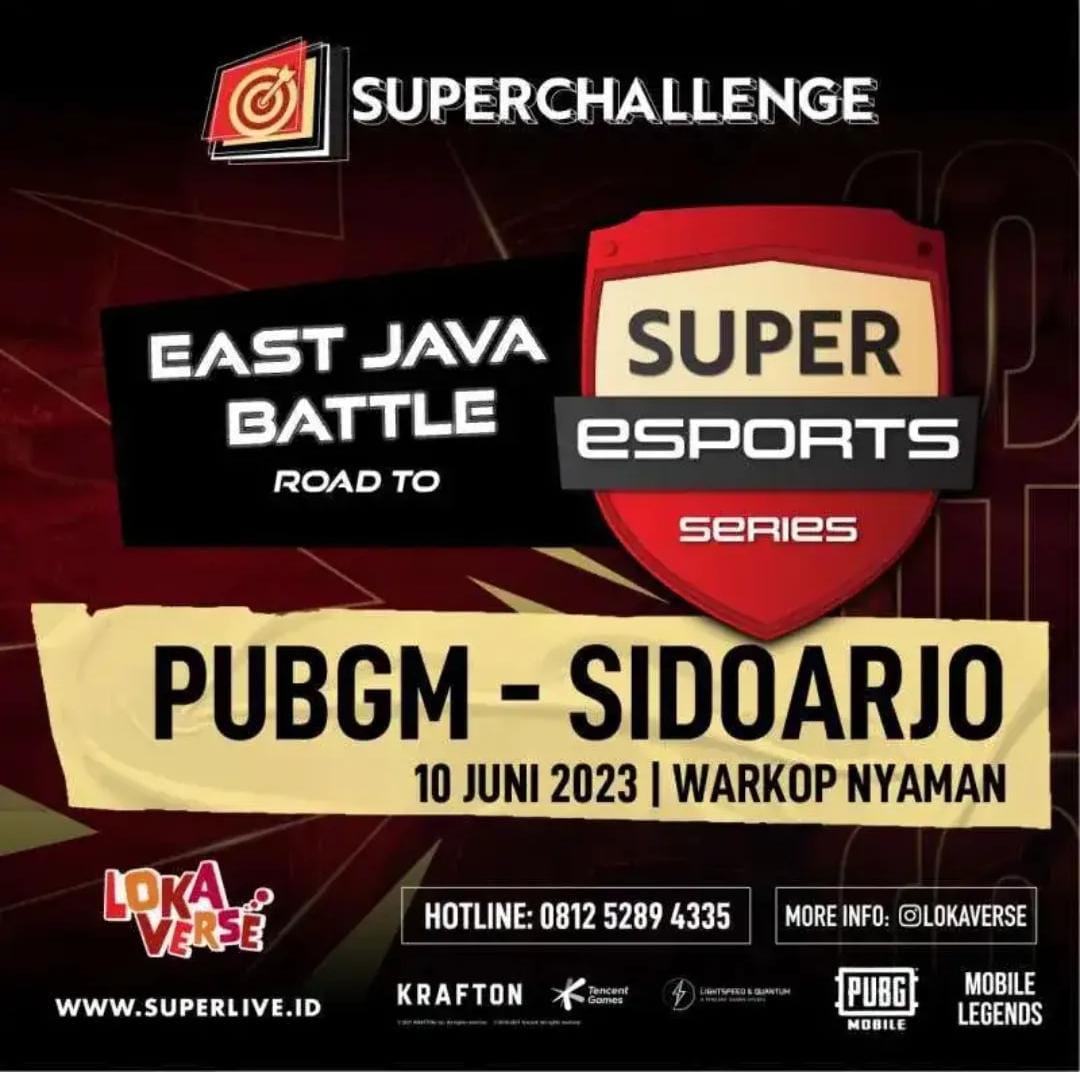 SUPERCHALLENGE
EAST JAVA
BATTLE
ROAD TO
SUPER
ESPORTS
SERIES
PUBGM - SIDOARJO
10 JUNI 2023 | WARKOP NYAMAN
LOKA
VERSE
HOTLINE: 0812 5289 4335
MORE INFO: LOKAVERSE
WWW.SUPERLIVE.ID
KRAFTON
Tencent
Games
LIGHTSPEED & QUANTUM
PUBG
MOBILE
MOBILE
LEGENDS